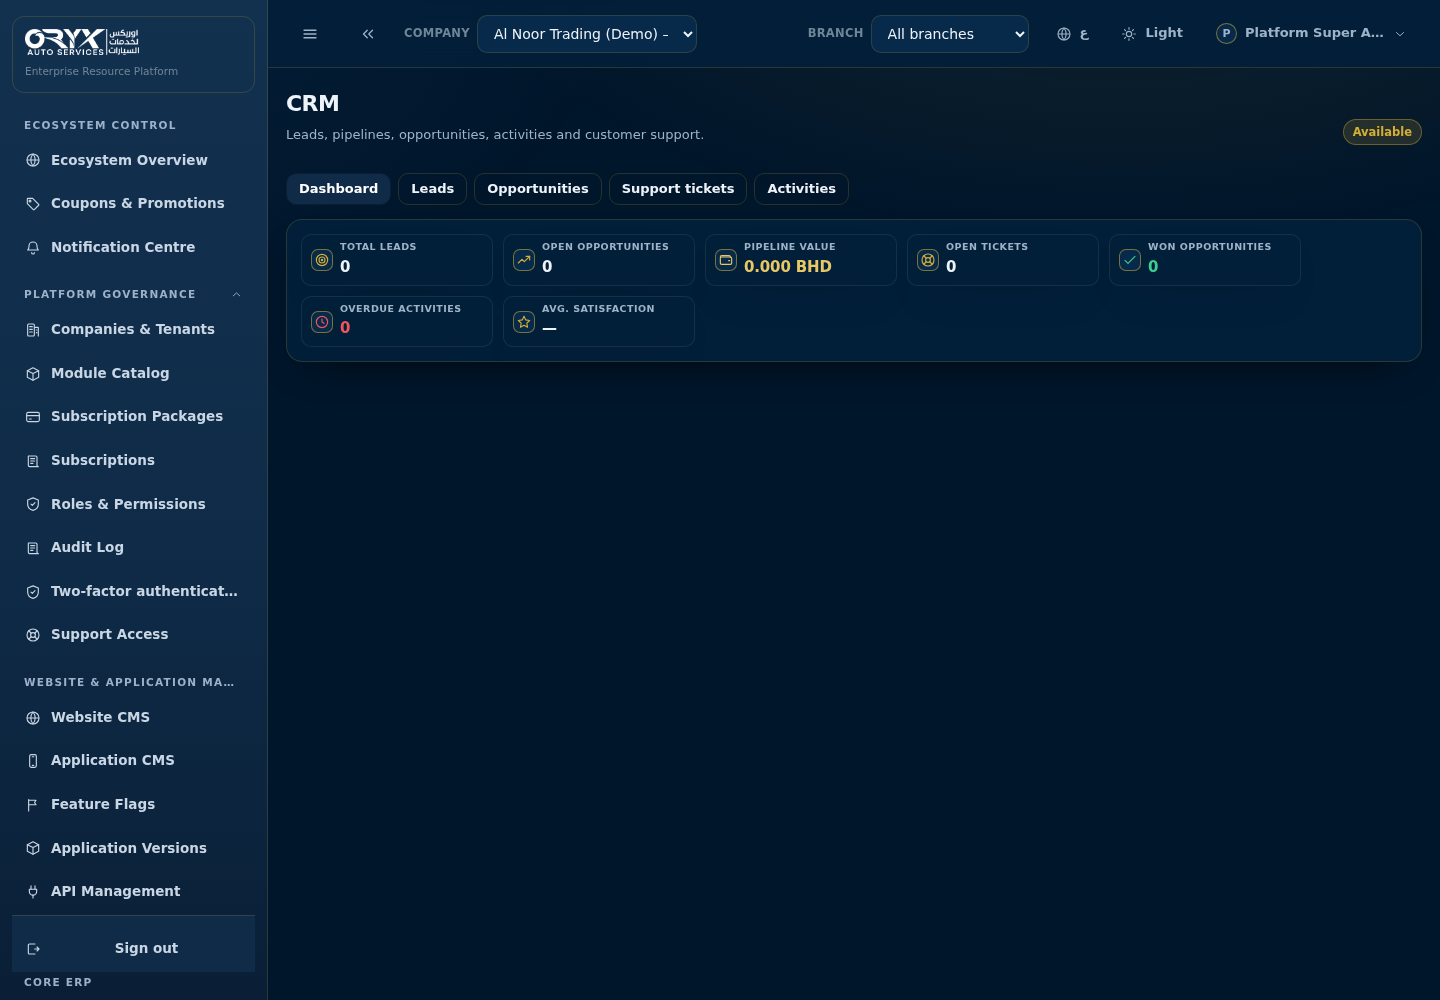 ORYX
AUTO SERVICES
اوريكس
لخدمات
السيارات
Enterprise Resource Platform
ECOSYSTEM CONTROL
Ecosystem Overview
Coupons & Promotions
Notification Centre
PLATFORM GOVERNANCE
Companies & Tenants
Module Catalog
Subscription Packages
Subscriptions
Roles & Permissions
Audit Log
Two-factor authenticat…
Support Access
WEBSITE & APPLICATION MA…
Website CMS
Application CMS
Feature Flags
Application Versions
API Management
Sign out
CORE ERP
COMPANY
Al Noor Trading (Demo) –
BRANCH
All branches
ع
Light
P
Platform Super A…
CRM
Leads, pipelines, opportunities, activities and customer support.
Available
Dashboard
Leads
Opportunities
Support tickets
Activities
TOTAL LEADS
0
OPEN OPPORTUNITIES
0
PIPELINE VALUE
0.000 BHD
OPEN TICKETS
0
WON OPPORTUNITIES
0
OVERDUE ACTIVITIES
0
AVG. SATISFACTION
—